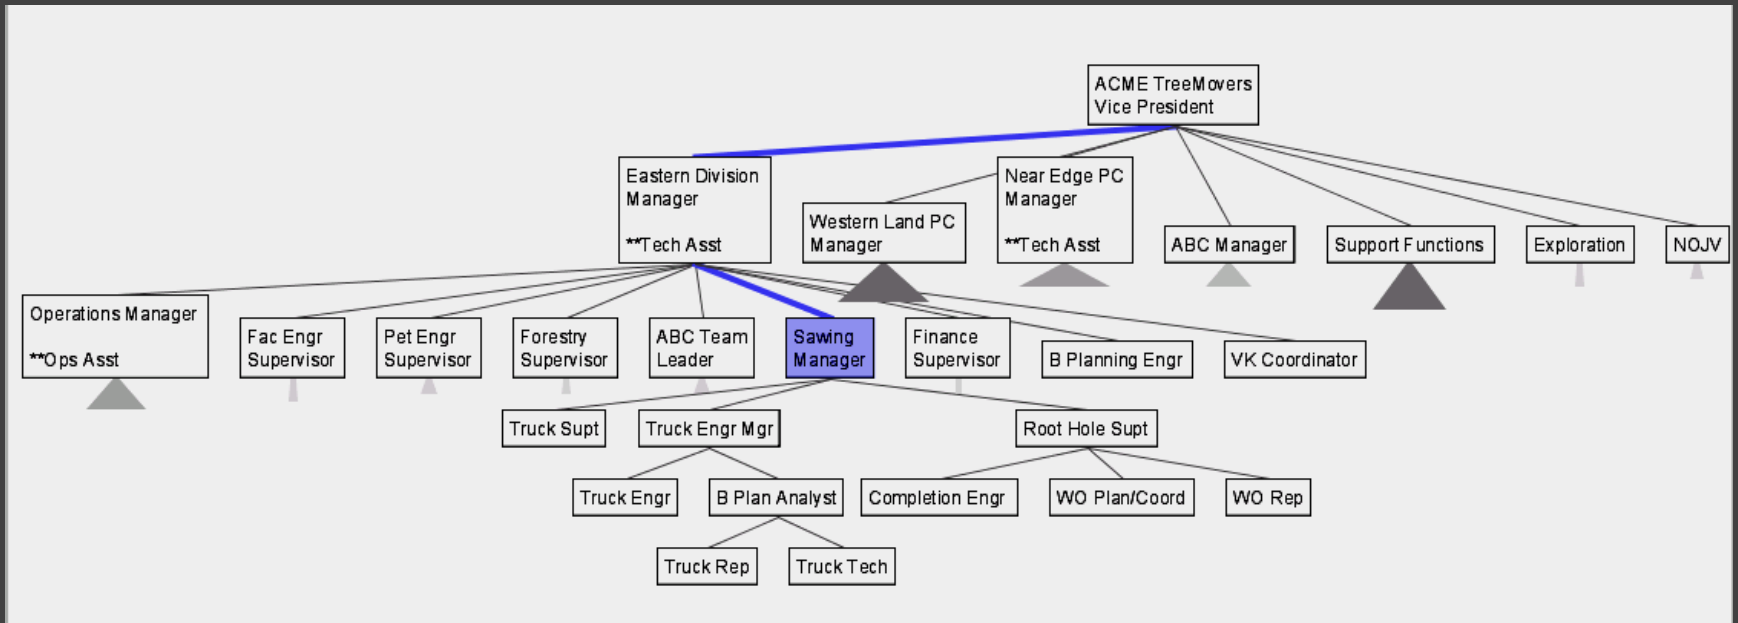 ACME TreeMovers
Vice President
Eastern Division
Manager
**Tech Asst
Western Land PC
Manager
Near Edge PC
Manager
**Tech Asst
ABC Manager
Support Functions
Exploration
NOJV
Operations Manager
**Ops Asst
Fac Engr
Supervisor
Pet Engr
Supervisor
Forestry
Supervisor
ABC Team
Leader
Sawing
Manager
Finance
Supervisor
B Planning Engr
VK Coordinator
Truck Supt
Truck Engr Mgr
Root Hole Supt
Truck Engr
B Plan Analyst
Completion Engr
WO Plan/Coord
WO Rep
Truck Rep
Truck Tech